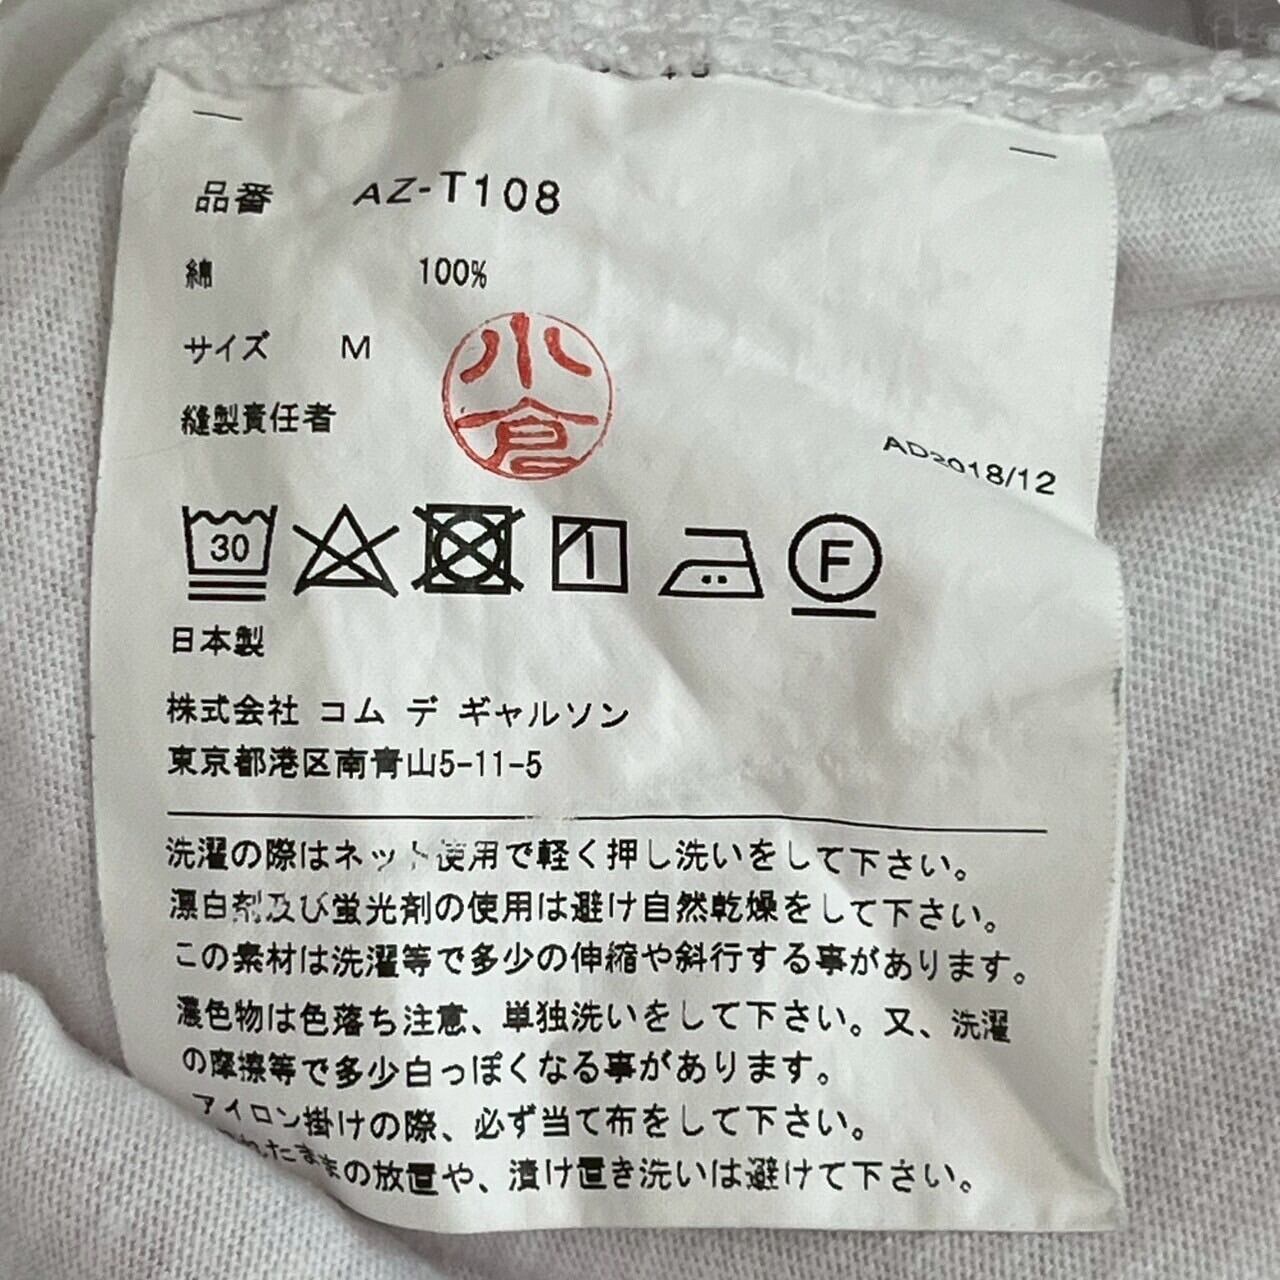 品番 AZ-T108
綿 100%
サイズ M
縫製責任者 小倉
AD2018/12
30
F
日本製
株式会社 コム デ ギャルソン
東京都港区南青山5-11-5
洗濯の際はネット使用で軽く押し洗いをして下さい。
漂白剤及び蛍光剤の使用は避け自然乾燥をして下さい。
この素材は洗濯等で多少の伸縮や斜行する事があります。
濃色物は色落ち注意、単独洗いをして下さい。又、洗濯
の摩擦等で多少白っぽくなる事があります。
アイロン掛けの際、必ず当て布をして下さい。
れたままの放置や、漬け置き洗いは避けて下さい。